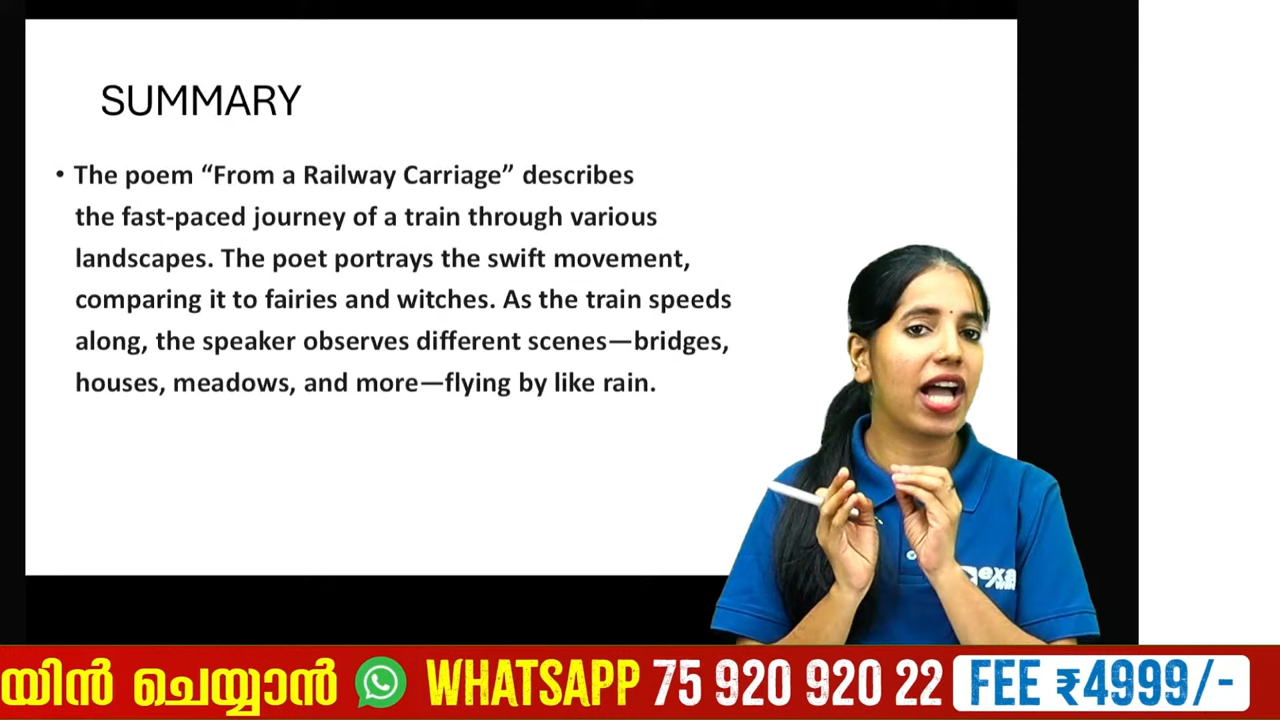 SUMMARY
• The poem “From a Railway Carriage” describes
the fast-paced journey of a train through various
landscapes. The poet portrays the swift movement,
comparing it to fairies and witches. As the train speeds
along, the speaker observes different scenes—bridges,
houses, meadows, and more—flying by like rain.
exa
യിൻ ചെയ്യാൻ WHATSAPP 75 920 920 22 FEE ₹4999/-